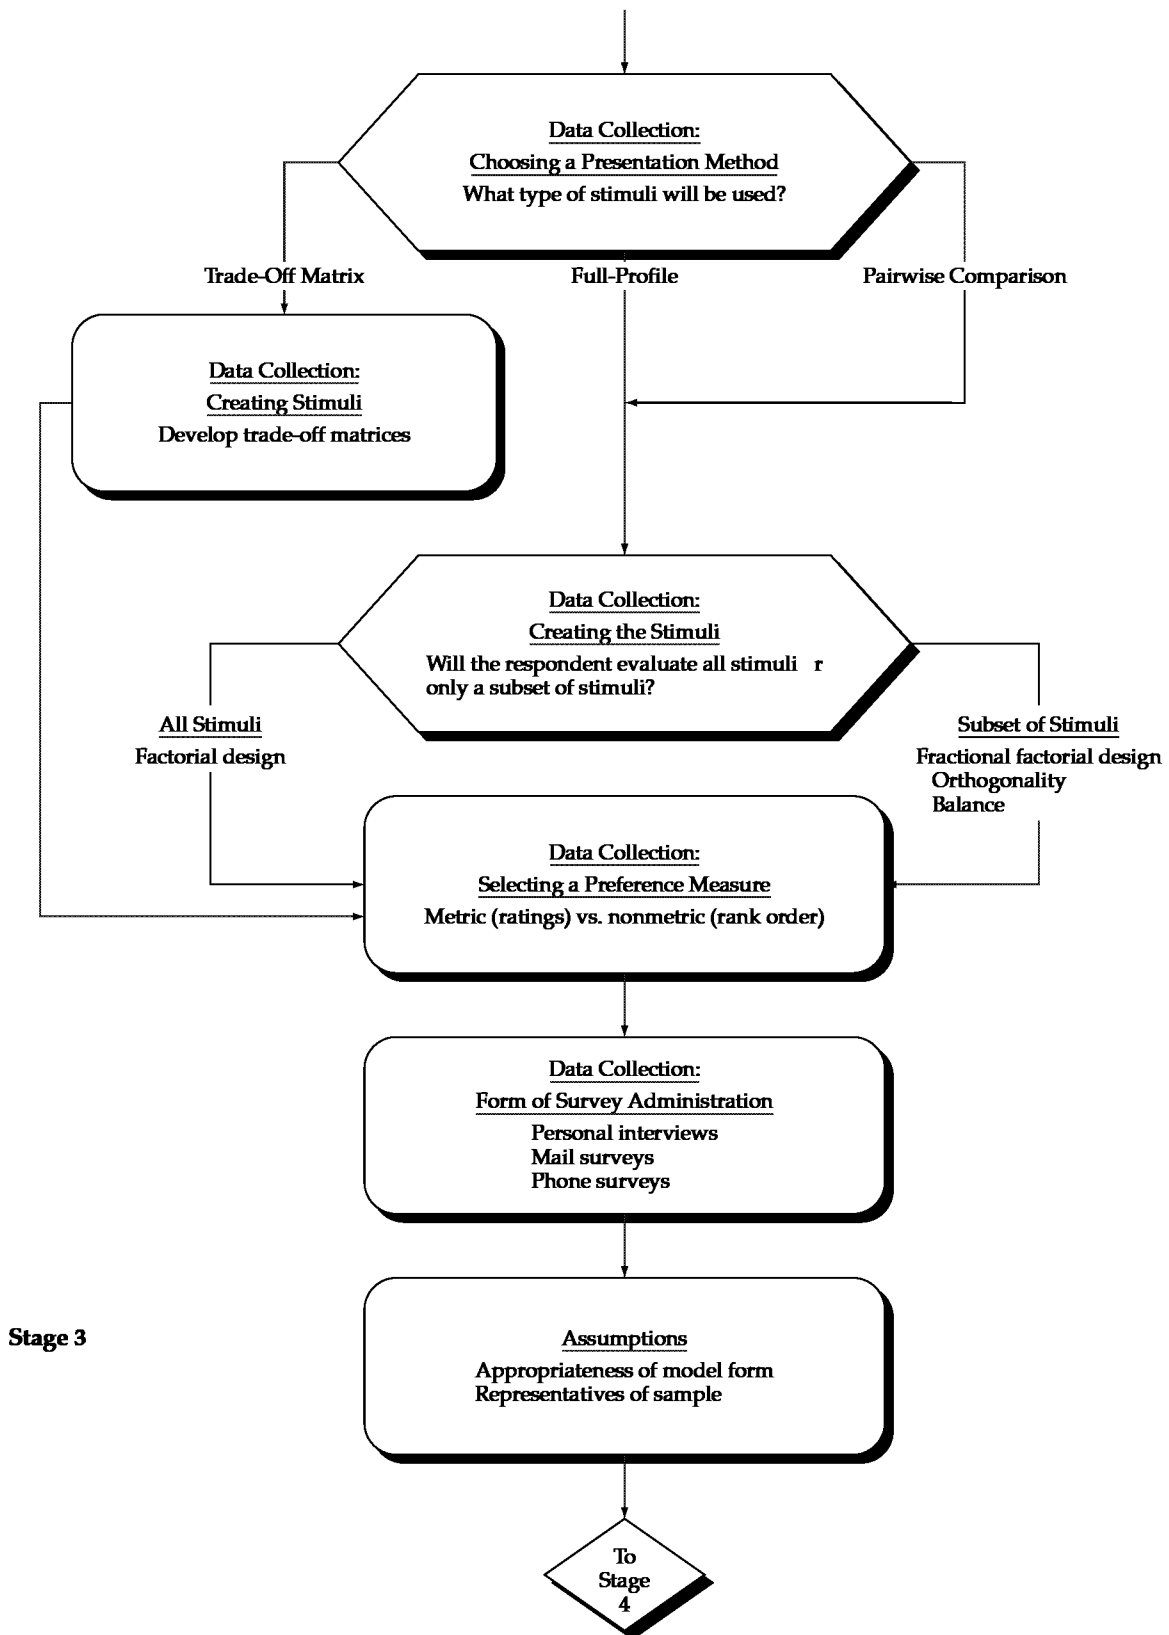 Data Collection:
Choosing a Presentation Method
What type of stimuli will be used?
Trade-Off Matrix
Full-Profile
Pairwise Comparison
Data Collection:
Creating Stimuli
Develop trade-off matrices
Data Collection:
Creating the Stimuli
Will the respondent evaluate all stimuli r
only a subset of stimuli?
All Stimuli
Factorial design
Subset of Stimuli
Fractional factorial design
Orthogonality
Balance
Data Collection:
Selecting a Preference Measure
Metric (ratings) vs. nonmetric (rank order)
Data Collection:
Form of Survey Administration
Personal interviews
Mail surveys
Phone surveys
Stage 3
Assumptions
Appropriateness of model form
Representatives of sample
To
Stage
4